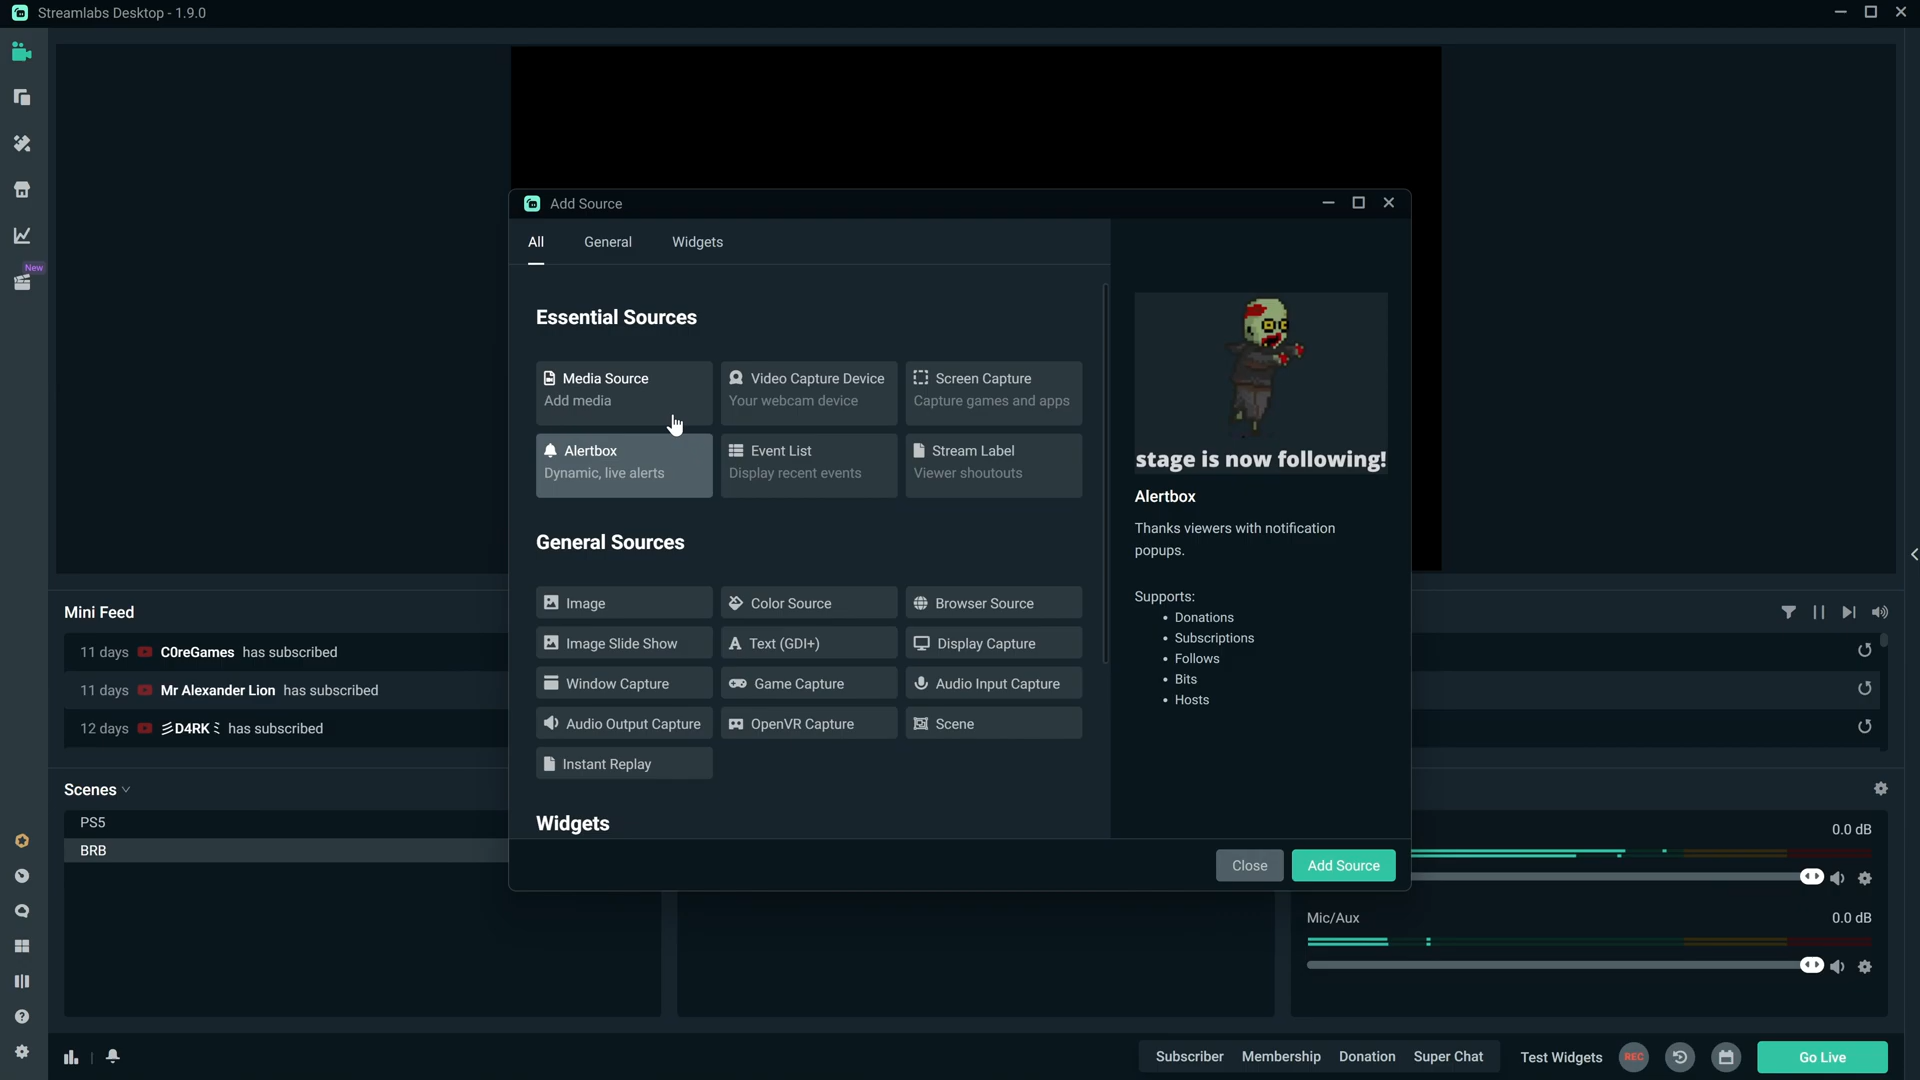 Streamlabs Desktop - 1.9.0
New
Add Source
All General Widgets
Essential Sources
Media Source
Add media
Video Capture Device
Your webcam device
Screen Capture
Capture games and apps
Alertbox
Dynamic, live alerts
Event List
Display recent events
Stream Label
Viewer shoutouts
General Sources
Image Color Source Browser Source
Image Slide Show Text (GDI+) Display Capture
Window Capture Game Capture Audio Input Capture
Audio Output Capture OpenVR Capture Scene
Instant Replay
Widgets
stage is now following!
Alertbox
Thanks viewers with notification
popups.
Supports:
• Donations
• Subscriptions
• Follows
• Bits
• Hosts
Close Add Source
Mini Feed
11 days C0reGames has subscribed
11 days Mr Alexander Lion has subscribed
12 days 彡D4RKミ has subscribed
Scenes
PS5
BRB
0.0 dB
Mic/Aux 0.0 dB
Subscriber Membership Donation Super Chat Test Widgets REC Go Live